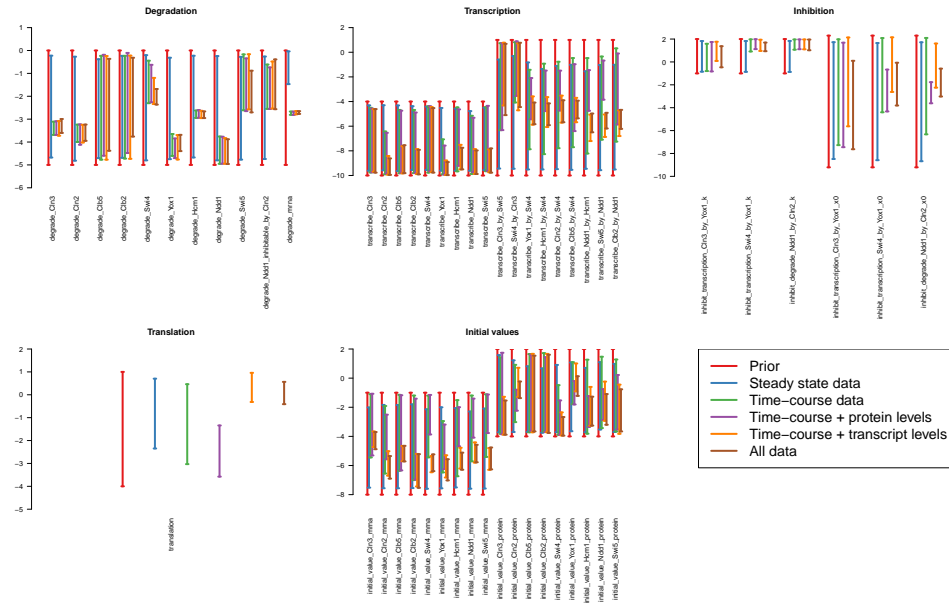 Degradation
1
0
−1
−2
−3
−4
−5
−6
degrade_Cln3
degrade_Cln2
degrade_Clb5
degrade_Clb2
degrade_Swi4
degrade_Yox1
degrade_Hcm1
degrade_Ndd1
degrade_Swi5
degrade_Ndd1_inhibitable_by_Cln2
degrade_mrna
Transcription
0
−2
−4
−6
−8
−10
transcribe_Cln3
transcribe_Cln2
transcribe_Clb5
transcribe_Clb2
transcribe_Swi4
transcribe_Yox1
transcribe_Hcm1
transcribe_Ndd1
transcribe_Swi5
transcribe_Cln3_by_Swi5
transcribe_Swi4_by_Cln3
transcribe_Yox1_by_Swi4
transcribe_Hcm1_by_Swi4
transcribe_Cln2_by_Swi4
transcribe_Clb5_by_Swi4
transcribe_Ndd1_by_Hcm1
transcribe_Swi5_by_Ndd1
transcribe_Clb2_by_Ndd1
Inhibition
2
0
−2
−4
−6
−8
−10
inhibit_transcription_Cln3_by_Yox1_k
inhibit_transcription_Swi4_by_Yox1_k
inhibit_degrade_Ndd1_by_Cln2_k
inhibit_transcription_Cln3_by_Yox1_x0
inhibit_transcription_Swi4_by_Yox1_x0
inhibit_degrade_Ndd1_by_Cln2_x0
Translation
2
1
0
−1
−2
−3
−4
−5
translation
Initial values
2
0
−2
−4
−6
−8
initial_value_Cln3_mrna
initial_value_Cln2_mrna
initial_value_Clb5_mrna
initial_value_Clb2_mrna
initial_value_Swi4_mrna
initial_value_Yox1_mrna
initial_value_Hcm1_mrna
initial_value_Ndd1_mrna
initial_value_Swi5_mrna
initial_value_Cln3_protein
initial_value_Cln2_protein
initial_value_Clb5_protein
initial_value_Clb2_protein
initial_value_Swi4_protein
initial_value_Yox1_protein
initial_value_Hcm1_protein
initial_value_Ndd1_protein
initial_value_Swi5_protein
Prior
Steady state data
Time−course data
Time−course + protein levels
Time−course + transcript levels
All data